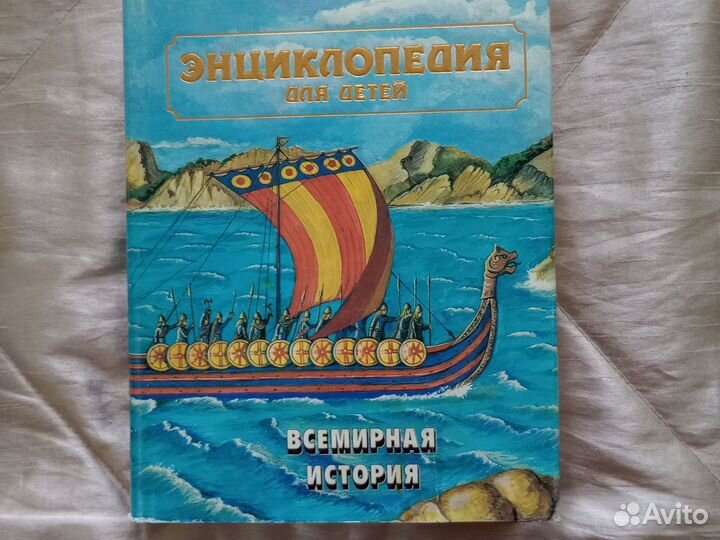 ЭНЦИКЛОПЕДИЯ
ДЛЯ ДЕТЕЙ
ВСЕМИРНАЯ
ИСТОРИЯ
Avito